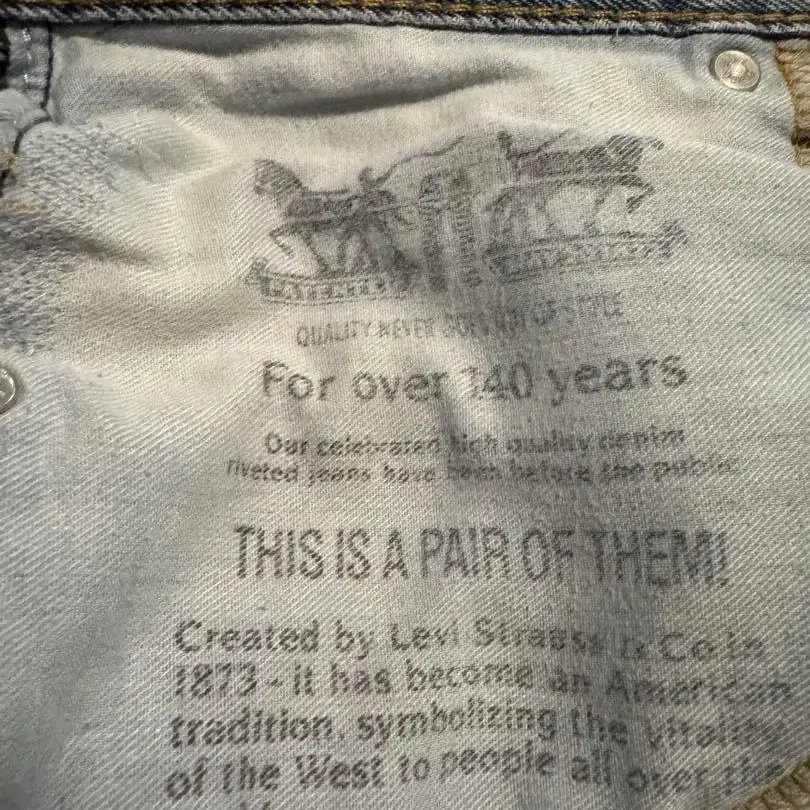 QUALITY NEVER OF STYLE
For over 140 years
Our celebrated high quality denim
riveted jeans have been before the public
THIS IS A PAIR OF THEM!
Created by Levi Strauss & Co in
1873 - it has become an American
tradition, symbolizing the vitality
of the West to people all over the